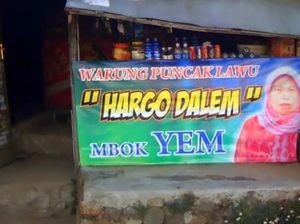 WARUNG PUNCAK LAWU
"HARGO DALEM"
MBOK YEM